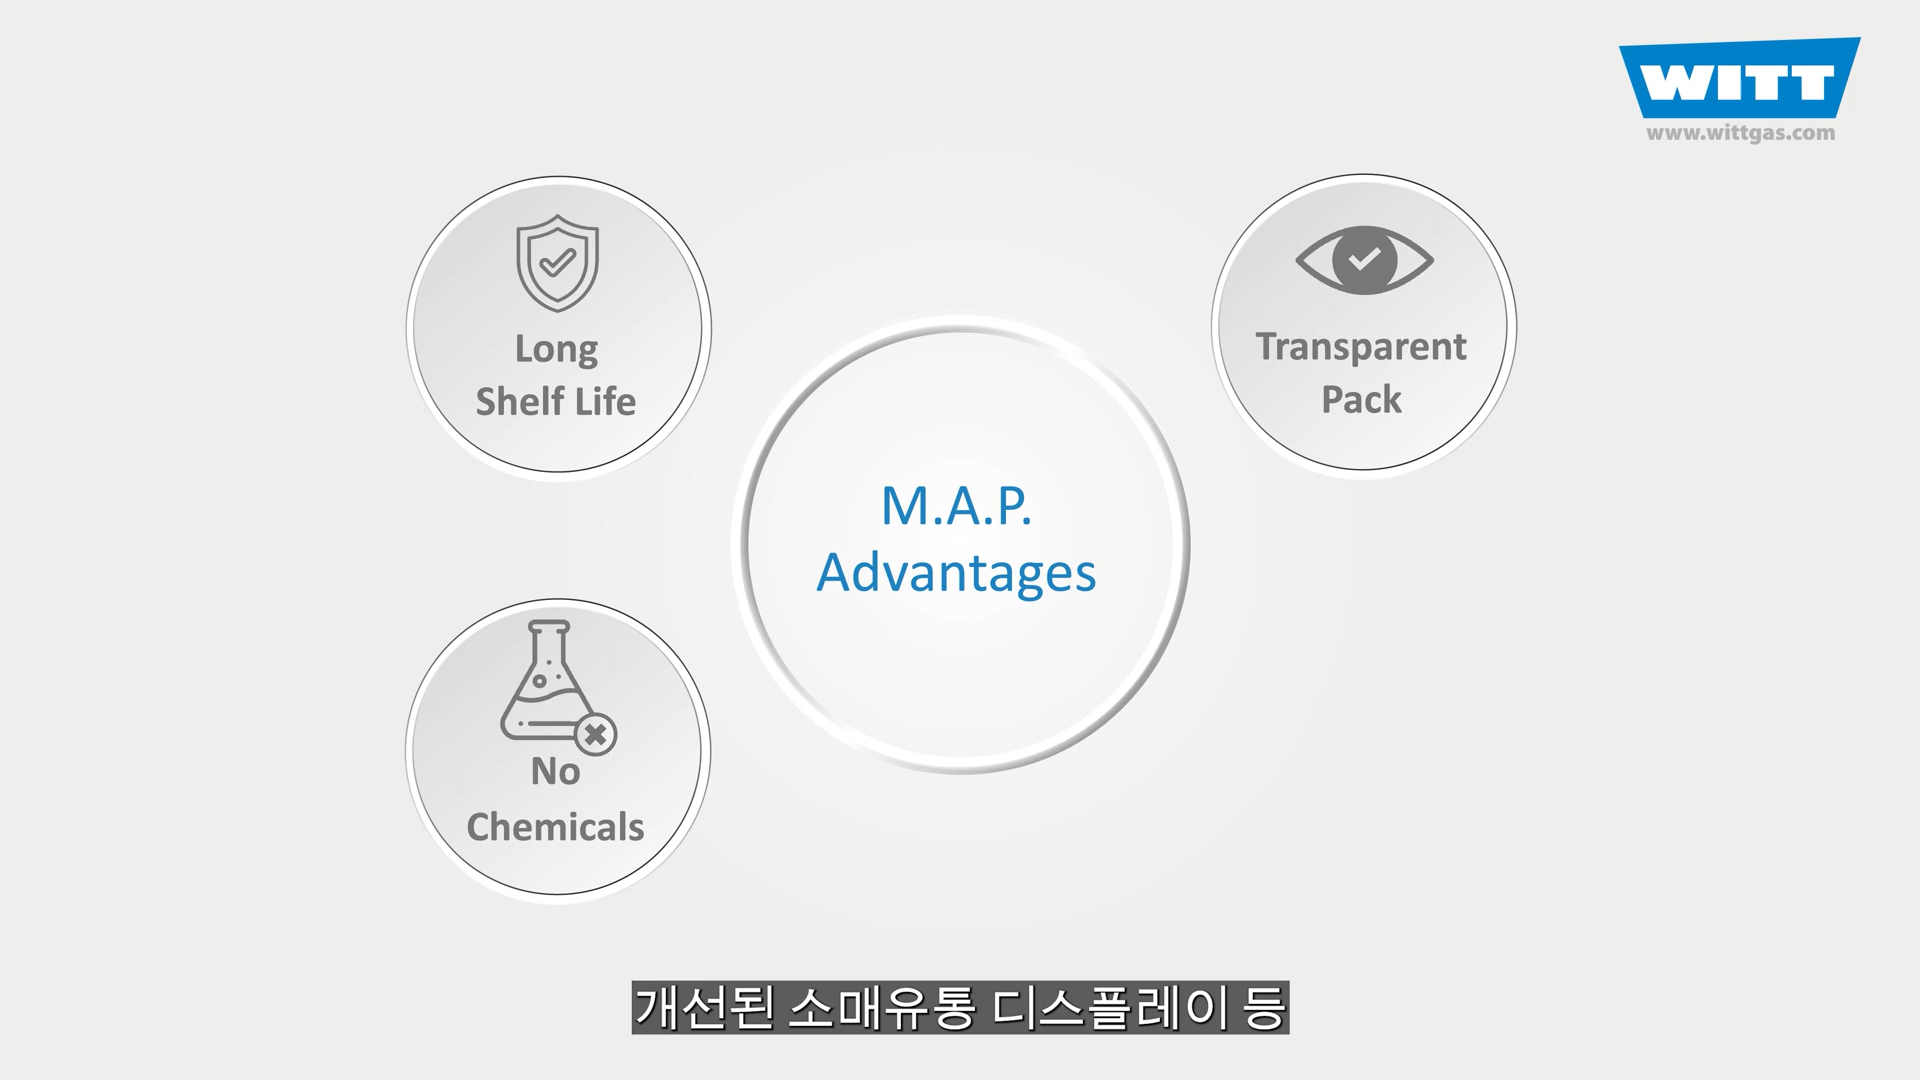 WITT
www.wittgas.com
Long
Shelf Life
Transparent
Pack
M.A.P.
Advantages
No
Chemicals
개선된 소매유통 디스플레이 등